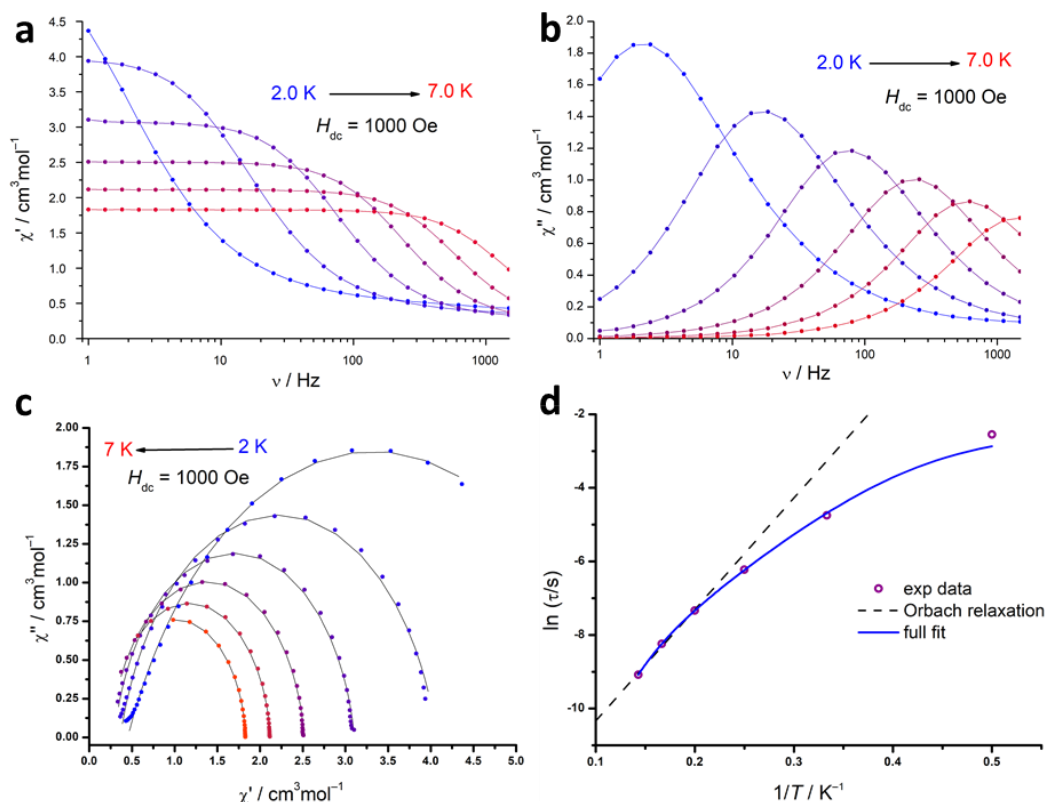 a
4.5
4.0
3.5
3.0
2.5
2.0
1.5
1.0
0.5
0.0
χ' / cm³mol⁻¹
2.0 K → 7.0 K
H_dc = 1000 Oe
1 10 100 1000
ν / Hz
b
2.0
1.8
1.6
1.4
1.2
1.0
0.8
0.6
0.4
0.2
0.0
χ'' / cm³mol⁻¹
2.0 K → 7.0 K
H_dc = 1000 Oe
1 10 100 1000
ν / Hz
c
2.00
1.75
1.50
1.25
1.00
0.75
0.50
0.25
0.00
χ'' / cm³mol⁻¹
7 K ← 2 K
H_dc = 1000 Oe
0.0 0.5 1.0 1.5 2.0 2.5 3.0 3.5 4.0 4.5 5.0
χ' / cm³mol⁻¹
d
-2
-4
-6
-8
-10
ln (τ/s)
exp data
Orbach relaxation
full fit
0.1 0.2 0.3 0.4 0.5
1/T / K⁻¹